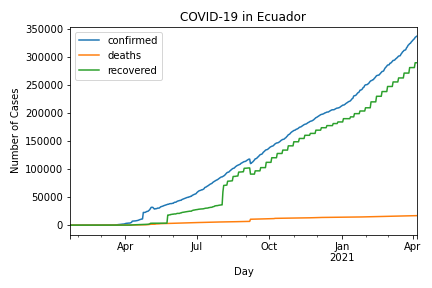 COVID-19 in Ecuador
confirmed
deaths
recovered
350000
300000
250000
200000
150000
100000
50000
0
Number of Cases
Apr
Jul
Oct
Jan
2021
Apr
Day